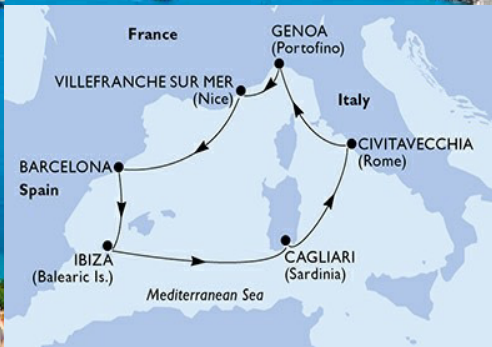 France
GENOA
(Portofino)
VILLEFRANCHE SUR MER
(Nice)
Italy
CIVITAVECCHIA
(Rome)
BARCELONA
Spain
IBIZA
(Balearic Is.)
CAGLIARI
(Sardinia)
Mediterranean Sea